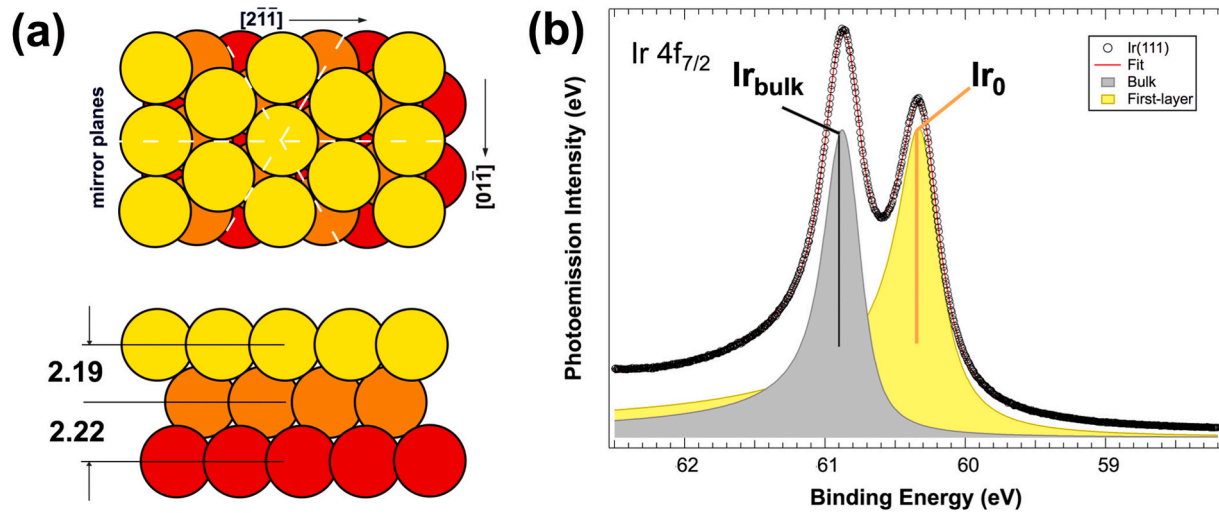 (a)
[21̅1̅]
mirror planes
[011̅]
2.19
2.22
(b)
Ir 4f7/2
Irbulk
Ir0
Ir(111)
Fit
Bulk
First-layer
Photoemission Intensity (eV)
62 61 60 59
Binding Energy (eV)